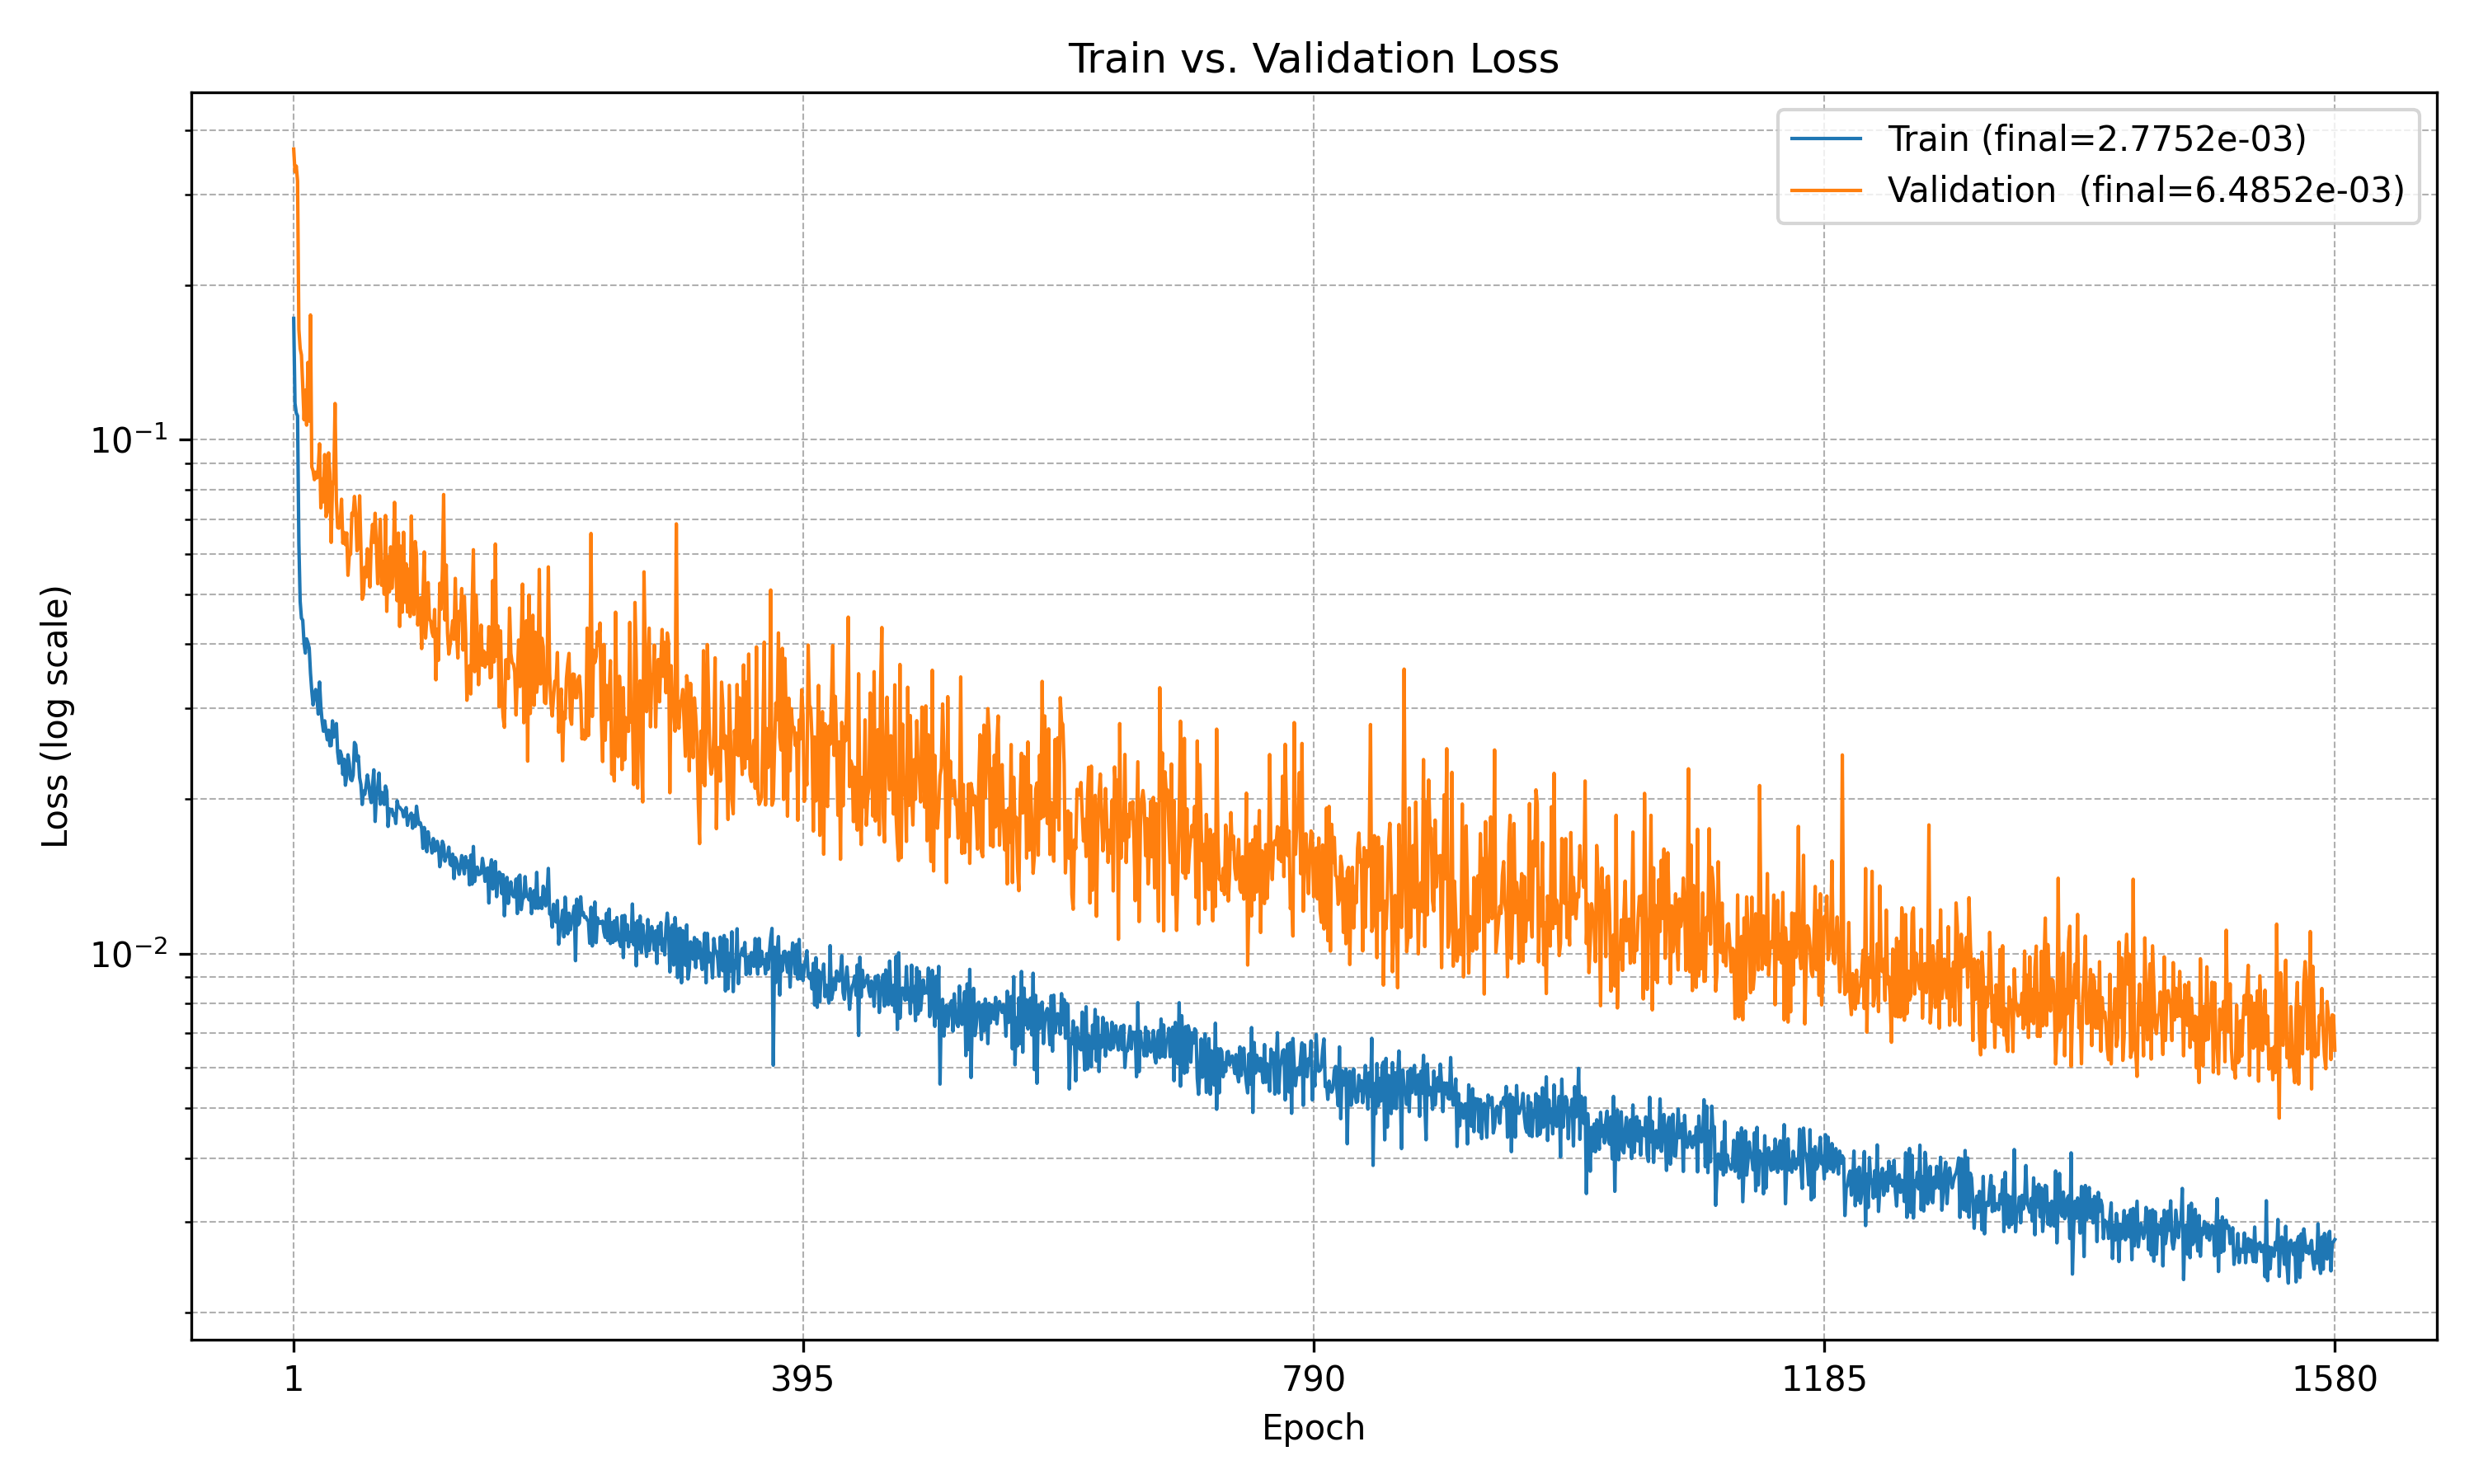 Train vs. Validation Loss
Train (final=2.7752e-03)
Validation  (final=6.4852e-03)
Loss (log scale)
10⁻¹
10⁻²
1 395 790 1185 1580
Epoch